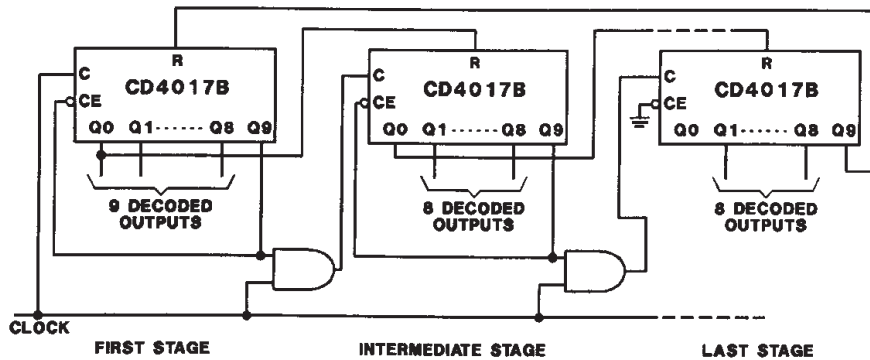 R
R
R
C
CD4017B
CE
Q0 Q1 ······ Q8 Q9
C
CD4017B
CE
Q0 Q1 ······ Q8 Q9
C
CD4017B
CE
Q0 Q1 ······ Q8 Q9
9 DECODED
OUTPUTS
8 DECODED
OUTPUTS
8 DECODED
OUTPUTS
CLOCK
FIRST STAGE
INTERMEDIATE STAGE
LAST STAGE